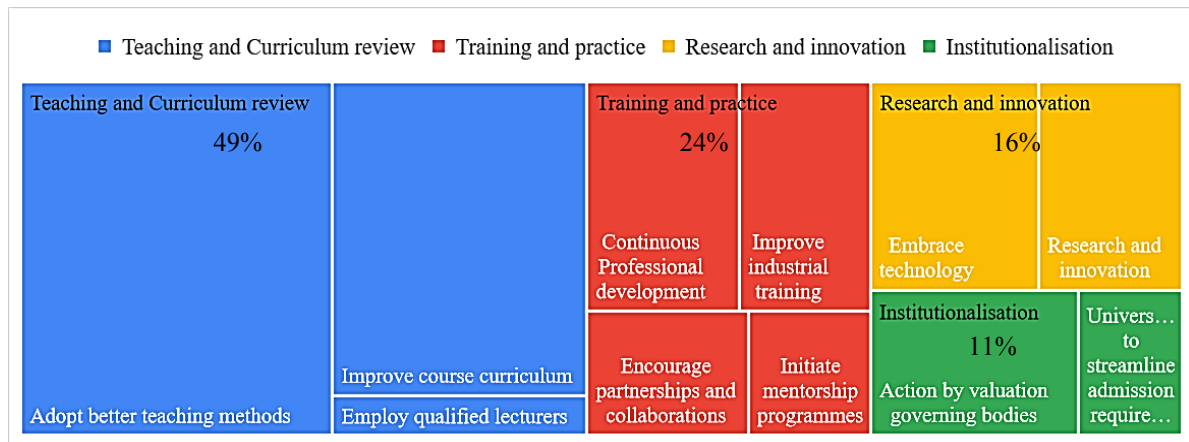 Teaching and Curriculum review Training and practice Research and innovation Institutionalisation
Teaching and Curriculum review
49%
Adopt better teaching methods
Improve course curriculum
Employ qualified lecturers
Training and practice
24%
Continuous
Professional
development
Improve
industrial
training
Encourage
partnerships and
collaborations
Initiate
mentorship
programmes
Research and innovation
16%
Embrace
technology
Research and
innovation
Institutionalisation
11%
Action by valuation
governing bodies
Univers…
to
streamline
admission
require…